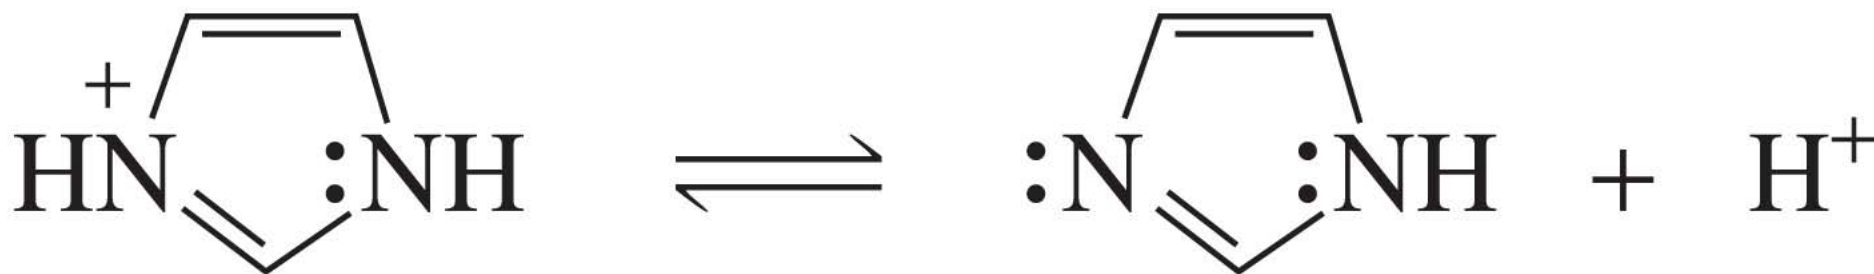 +
HN :NH ⇌ :N :NH + H⁺